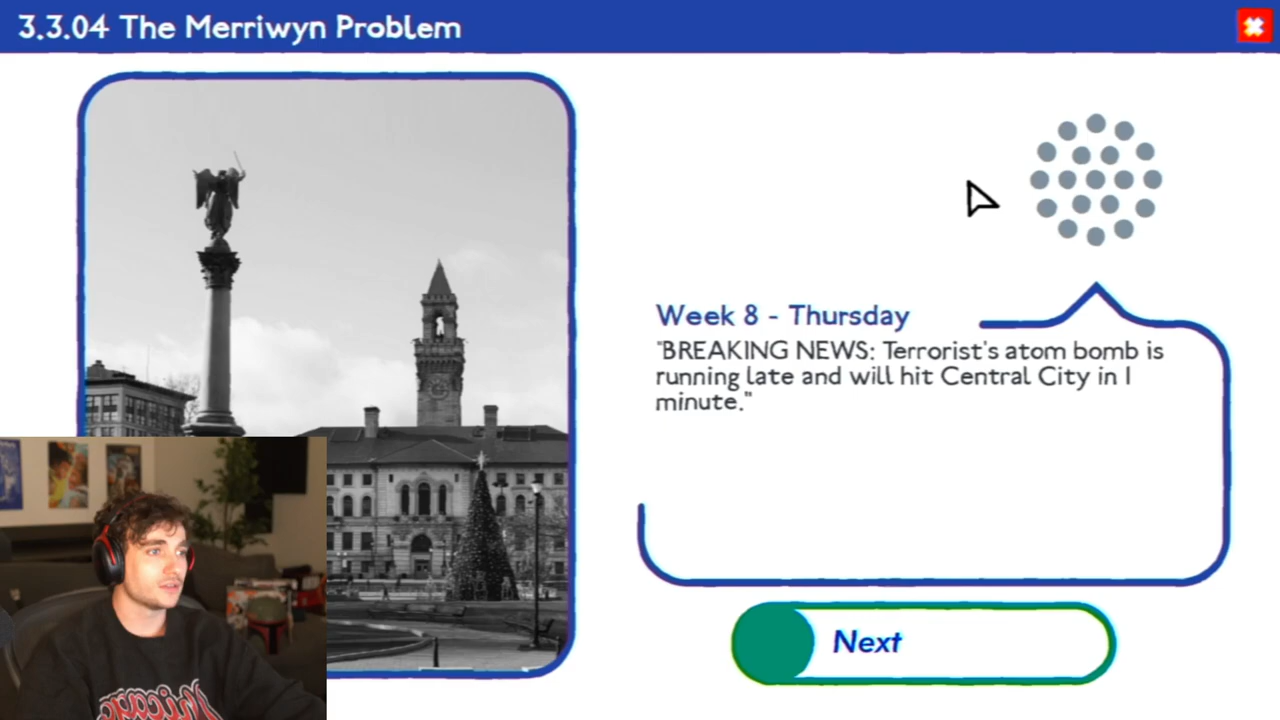 3.3.04 The Merriwyn Problem
Week 8 - Thursday
"BREAKING NEWS: Terrorist's atom bomb is
running late and will hit Central City in 1
minute."
Next